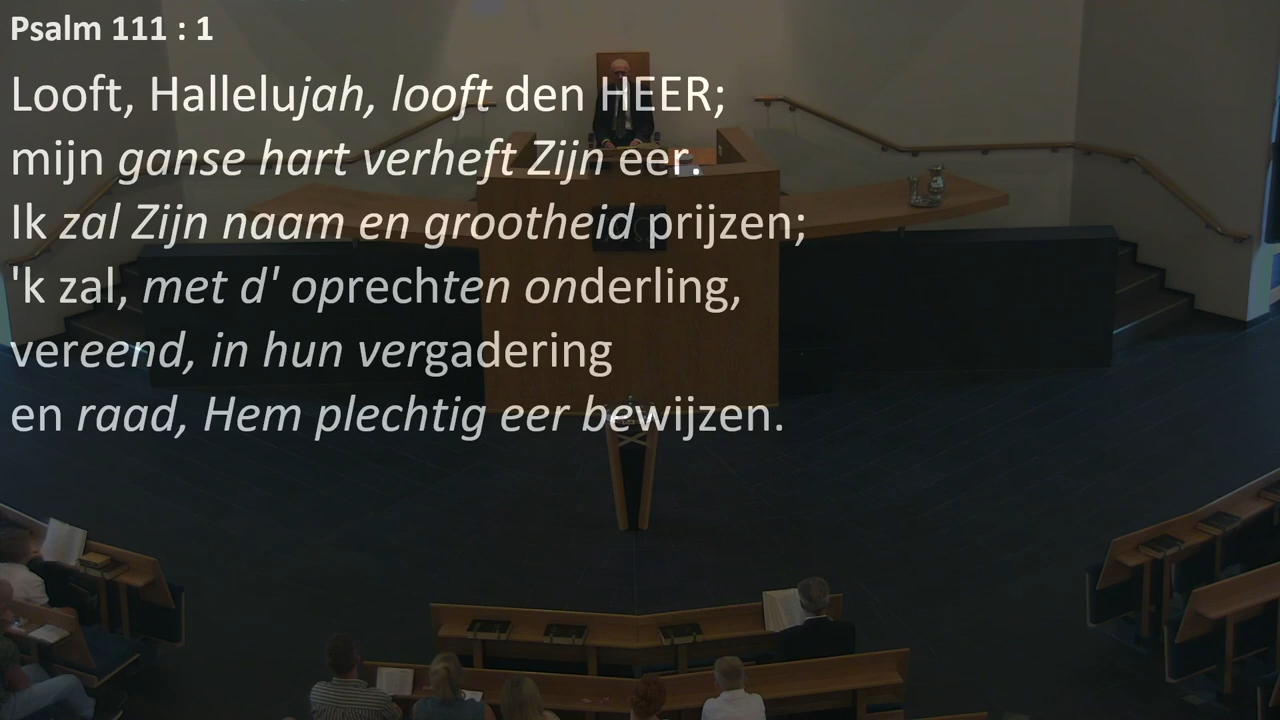 Psalm 111 : 1
Looft, Hallelujah, looft den HEER;
mijn ganse hart verheft Zijn eer.
Ik zal Zijn naam en grootheid prijzen;
'k zal, met d' oprechten onderling,
vereend, in hun vergadering
en raad, Hem plechtig eer bewijzen.